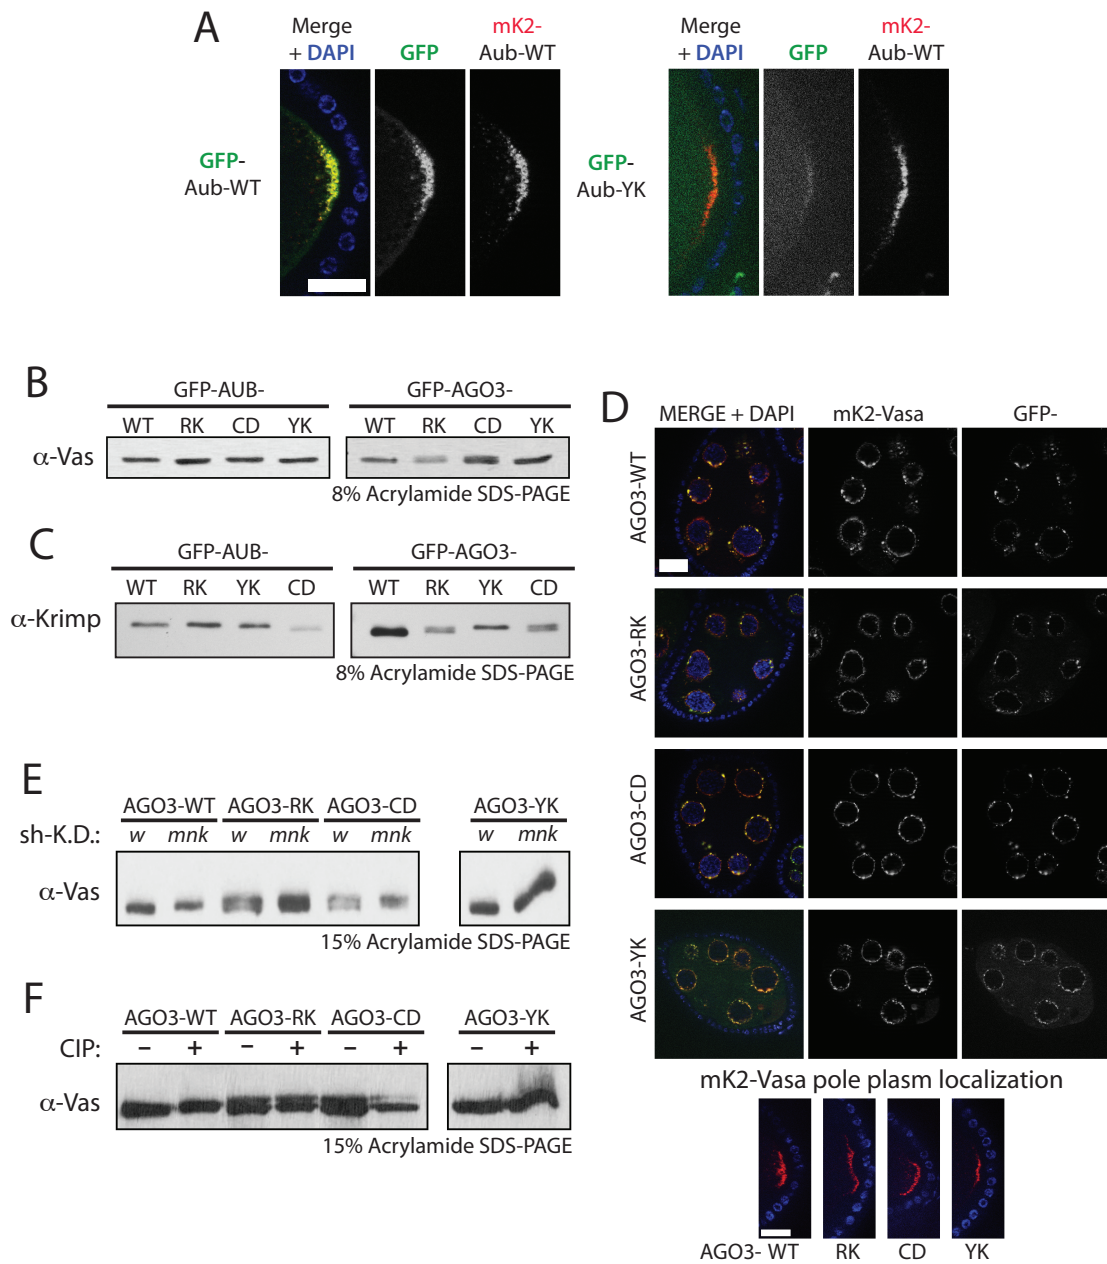 A
Merge + DAPI
GFP
mK2-Aub-WT
GFP-Aub-WT
Merge + DAPI
GFP
mK2-Aub-WT
GFP-Aub-YK
B
GFP-AUB-
GFP-AGO3-
WT RK CD YK
WT RK CD YK
α-Vas
8% Acrylamide SDS-PAGE
C
GFP-AUB-
GFP-AGO3-
WT RK YK CD
WT RK YK CD
α-Krimp
8% Acrylamide SDS-PAGE
D
MERGE + DAPI
mK2-Vasa
GFP-
AGO3-WT
AGO3-RK
AGO3-CD
AGO3-YK
mK2-Vasa pole plasm localization
AGO3- WT RK CD YK
E
AGO3-WT AGO3-RK AGO3-CD AGO3-YK
sh-K.D.: w mnk w mnk w mnk w mnk
α-Vas
15% Acrylamide SDS-PAGE
F
AGO3-WT AGO3-RK AGO3-CD AGO3-YK
CIP: – + – + – + – +
α-Vas
15% Acrylamide SDS-PAGE